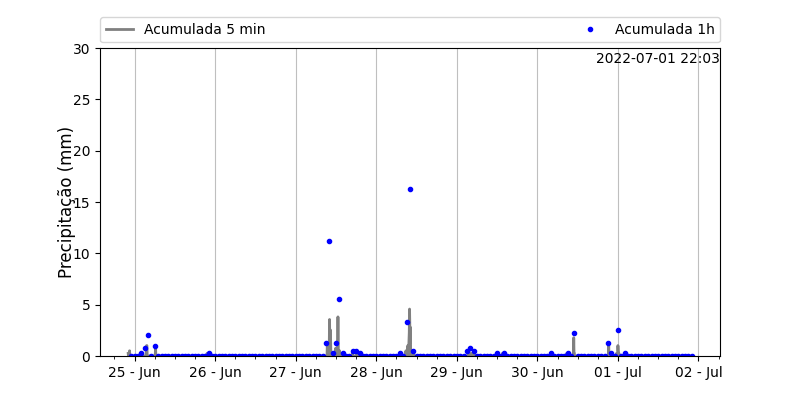 Acumulada 5 min
Acumulada 1h
2022-07-01 22:03
Precipitação (mm)
30
25
20
15
10
5
0
25 - Jun
26 - Jun
27 - Jun
28 - Jun
29 - Jun
30 - Jun
01 - Jul
02 - Jul